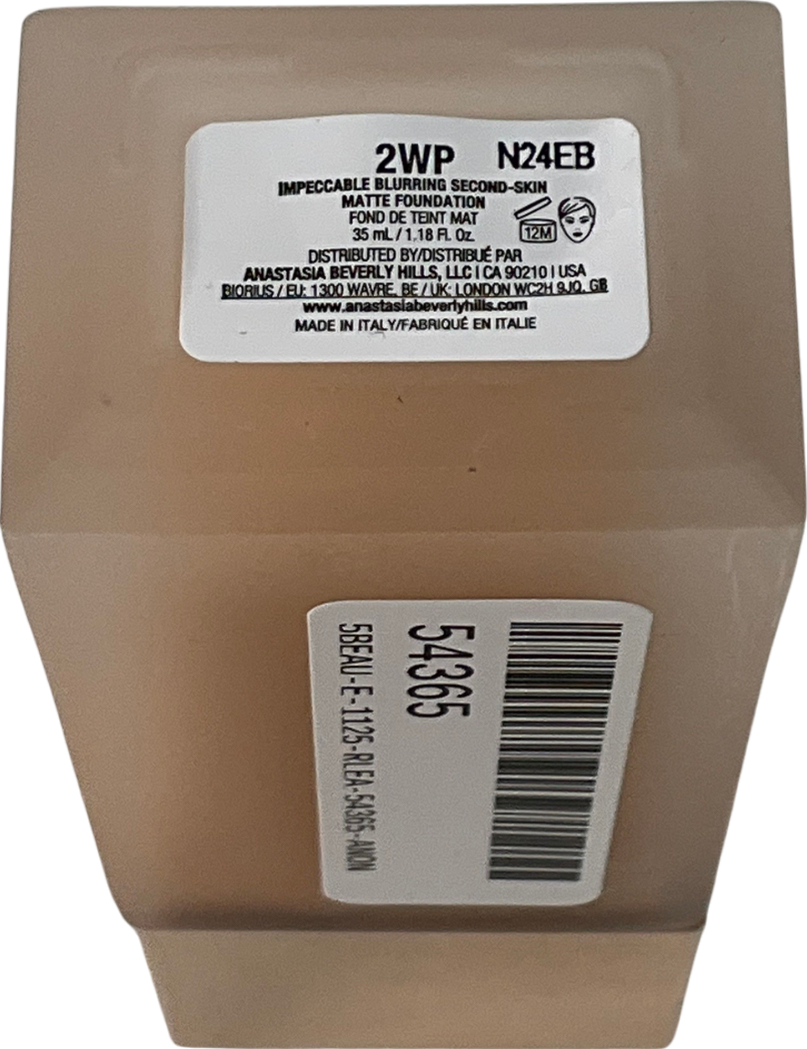 2WP N24EB
IMPECCABLE BLURRING SECOND-SKIN
MATTE FOUNDATION
FOND DE TEINT MAT
35 mL / 1.18 Fl. Oz.
12M
DISTRIBUTED BY/DISTRIBUÉ PAR
ANASTASIA BEVERLY HILLS, LLC | CA 90210 | USA
BIORIUS / EU: 1300 WAVRE, BE / UK: LONDON WC2H 9JQ, GB
www.anastasiabeverlyhills.com
MADE IN ITALY/FABRIQUÉ EN ITALIE
54365
5BEAU-E-1125-RLEA-54365-ANON